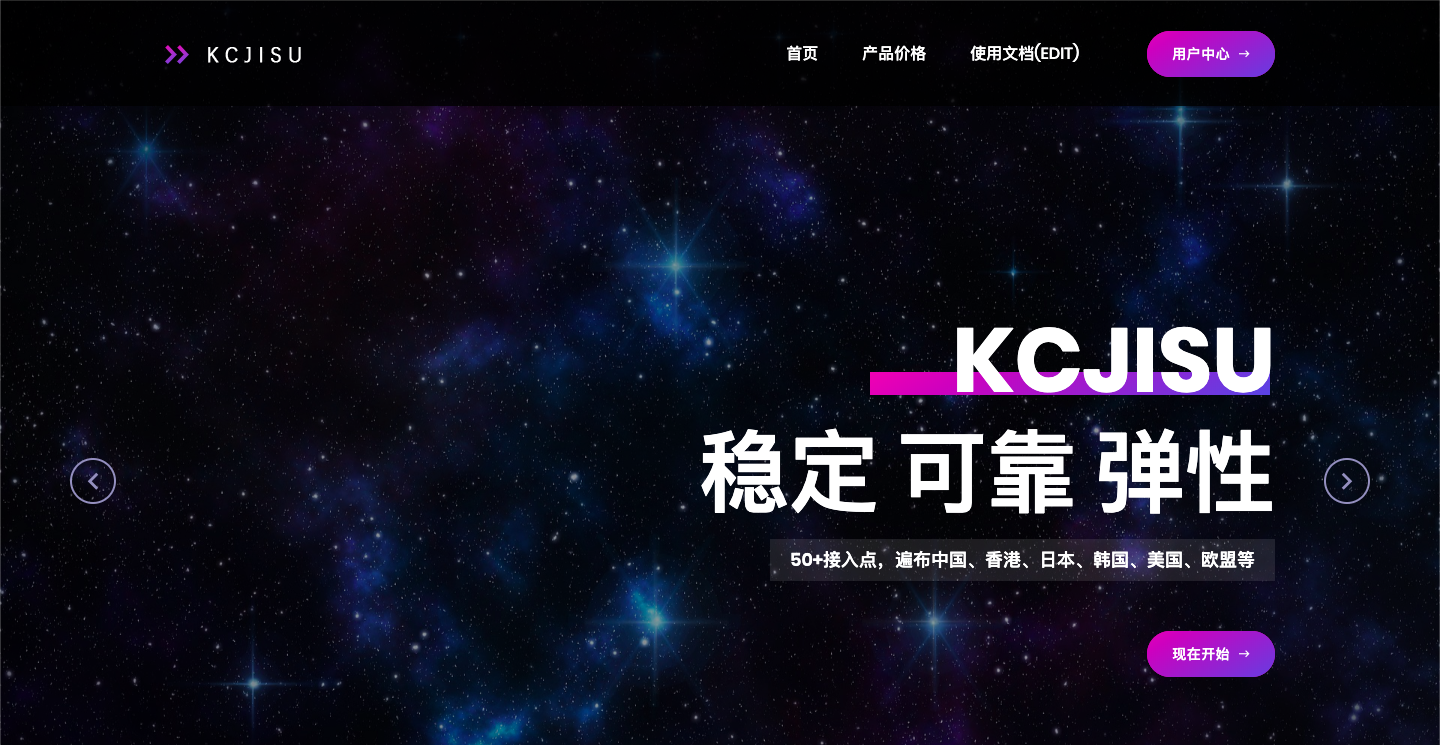 KCJISU
首页
产品价格
使用文档(EDIT)
用户中心 →
KCJISU
稳定 可靠 弹性
50+接入点，遍布中国、香港、日本、韩国、美国、欧盟等
现在开始 →